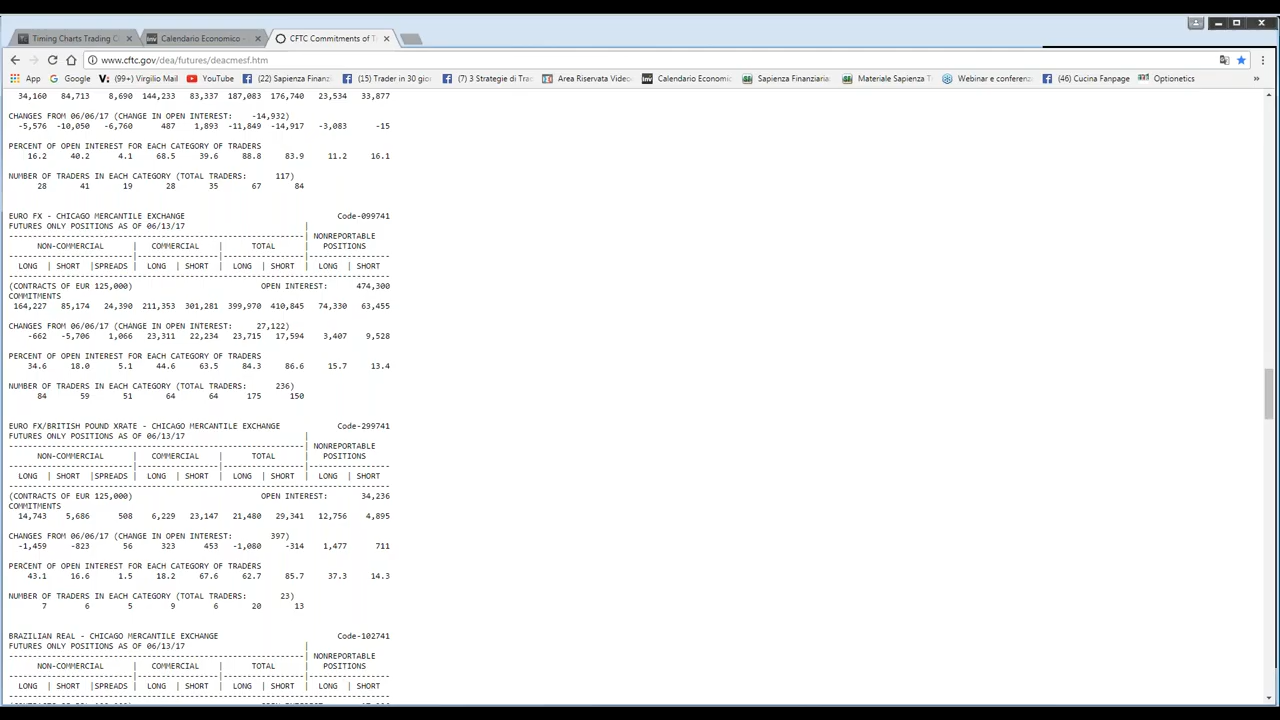 Timing Charts Trading C
Calendario Economico -
CFTC Commitments of T
www.cftc.gov/dea/futures/deacmesf.htm
App Google (99+) Virgilio Mail YouTube (22) Sapienza Finanzi (15) Trader in 30 gior (7) 3 Strategie di Tra Area Riservata Videoc Calendario Economic Sapienza Finanziaria Materiale Sapienza Webinar e conferenz (46) Cucina Fanpage Optionetics »
34,160 84,713 8,690 144,233 83,337 187,083 176,740 23,534 33,877
CHANGES FROM 06/06/17 (CHANGE IN OPEN INTEREST: -14,932)
-5,576 -10,050 -6,760 487 1,893 -11,849 -14,917 -3,083 -15
PERCENT OF OPEN INTEREST FOR EACH CATEGORY OF TRADERS
16.2 40.2 4.1 68.5 39.6 88.8 83.9 11.2 16.1
NUMBER OF TRADERS IN EACH CATEGORY (TOTAL TRADERS: 117)
28 41 19 28 35 67 84
EURO FX - CHICAGO MERCANTILE EXCHANGE Code-099741
FUTURES ONLY POSITIONS AS OF 06/13/17 |
--------------------------------------------------------------| NONREPORTABLE
NON-COMMERCIAL | COMMERCIAL | TOTAL | POSITIONS
--------------------------|-----------------|-----------------|-----------------
LONG | SHORT |SPREADS | LONG | SHORT | LONG | SHORT | LONG | SHORT
--------------------------------------------------------------------------------
(CONTRACTS OF EUR 125,000) OPEN INTEREST: 474,300
COMMITMENTS
164,227 85,174 24,390 211,353 301,281 399,970 410,845 74,330 63,455
CHANGES FROM 06/06/17 (CHANGE IN OPEN INTEREST: 27,122)
-662 -5,706 1,066 23,311 22,234 23,715 17,594 3,407 9,528
PERCENT OF OPEN INTEREST FOR EACH CATEGORY OF TRADERS
34.6 18.0 5.1 44.6 63.5 84.3 86.6 15.7 13.4
NUMBER OF TRADERS IN EACH CATEGORY (TOTAL TRADERS: 236)
84 59 51 64 64 175 150
EURO FX/BRITISH POUND XRATE - CHICAGO MERCANTILE EXCHANGE Code-299741
FUTURES ONLY POSITIONS AS OF 06/13/17 |
--------------------------------------------------------------| NONREPORTABLE
NON-COMMERCIAL | COMMERCIAL | TOTAL | POSITIONS
--------------------------|-----------------|-----------------|-----------------
LONG | SHORT |SPREADS | LONG | SHORT | LONG | SHORT | LONG | SHORT
--------------------------------------------------------------------------------
(CONTRACTS OF EUR 125,000) OPEN INTEREST: 34,236
COMMITMENTS
14,743 5,686 508 6,229 23,147 21,480 29,341 12,756 4,895
CHANGES FROM 06/06/17 (CHANGE IN OPEN INTEREST: 397)
-1,459 -823 56 323 453 -1,080 -314 1,477 711
PERCENT OF OPEN INTEREST FOR EACH CATEGORY OF TRADERS
43.1 16.6 1.5 18.2 67.6 62.7 85.7 37.3 14.3
NUMBER OF TRADERS IN EACH CATEGORY (TOTAL TRADERS: 23)
7 6 5 9 6 20 13
BRAZILIAN REAL - CHICAGO MERCANTILE EXCHANGE Code-102741
FUTURES ONLY POSITIONS AS OF 06/13/17 |
--------------------------------------------------------------| NONREPORTABLE
NON-COMMERCIAL | COMMERCIAL | TOTAL | POSITIONS
--------------------------|-----------------|-----------------|-----------------
LONG | SHORT |SPREADS | LONG | SHORT | LONG | SHORT | LONG | SHORT
--------------------------------------------------------------------------------